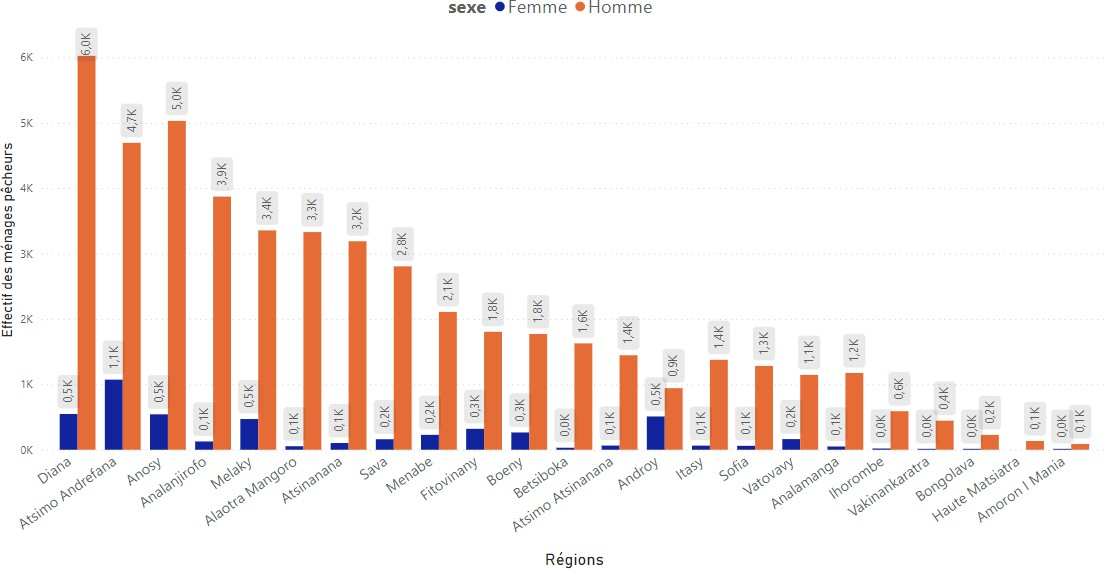 sexe Femme Homme
Effectif des ménages pêcheurs
6K
5K
4K
3K
2K
1K
0K
0,5K
6,0K
1,1K
4,7K
0,5K
5,0K
0,1K
3,9K
0,5K
3,4K
0,1K
3,3K
0,1K
3,2K
0,2K
2,8K
0,2K
2,1K
0,3K
1,8K
0,3K
1,8K
0,0K
1,6K
0,1K
1,4K
0,5K
0,9K
0,1K
1,4K
0,1K
1,3K
0,2K
1,1K
0,1K
1,2K
0,0K
0,6K
0,0K
0,4K
0,0K
0,2K
0,1K
0,0K
0,1K
Diana
Atsimo Andrefana
Anosy
Analanjirofo
Melaky
Alaotra Mangoro
Atsinanana
Sava
Menabe
Fitovinany
Boeny
Betsiboka
Atsimo Atsinanana
Androy
Itasy
Sofia
Vatovavy
Analamanga
Ihorombe
Vakinankaratra
Bongolava
Haute Matsiatra
Amoron I Mania
Régions